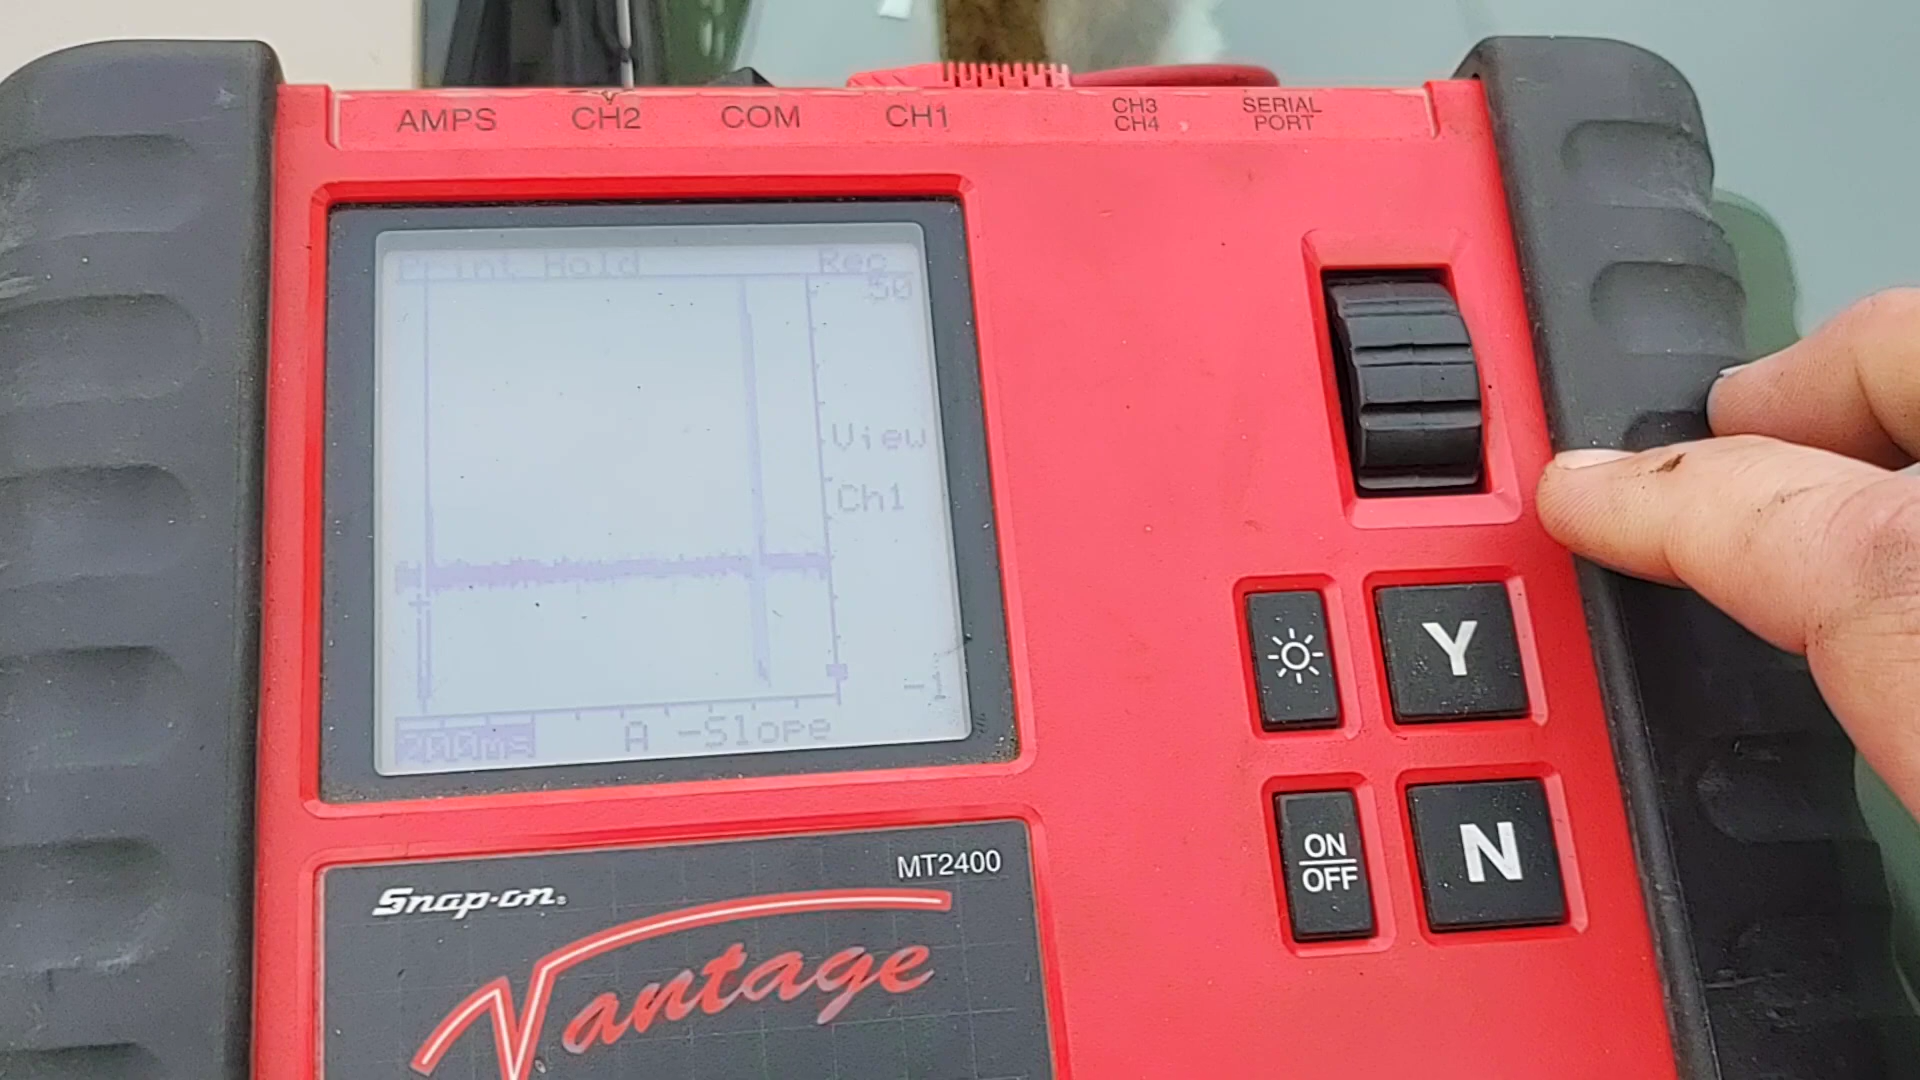 AMPS CH2 COM CH1 CH3 CH4 SERIAL PORT
Print Hold Rec
50
View
Ch1
-1
200ms A -Slope
Y
ON OFF
N
MT2400
Snap-on
Vantage